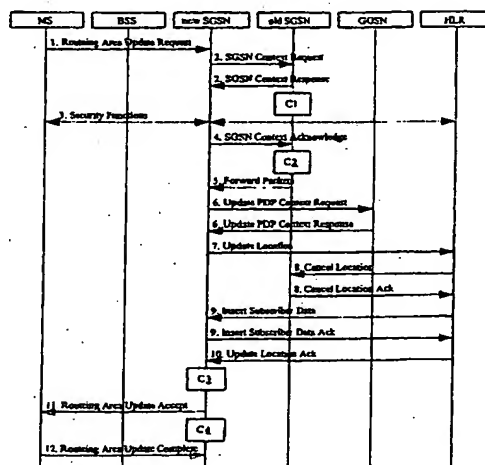 MS
BSS
new SGSN
old SGSN
GGSN
HLR
1. Routing Area Update Request
2. SGSN Context Request
2. SGSN Context Response
C1
3. Security Functions
4. SGSN Context Acknowledge
C2
5. Forward Packets
6. Update PDP Context Request
6. Update PDP Context Response
7. Update Location
8. Cancel Location
8. Cancel Location Ack
9. Insert Subscriber Data
9. Insert Subscriber Data Ack
10. Update Location Ack
C3
11. Routing Area Update Accept
C4
12. Routing Area Update Complete